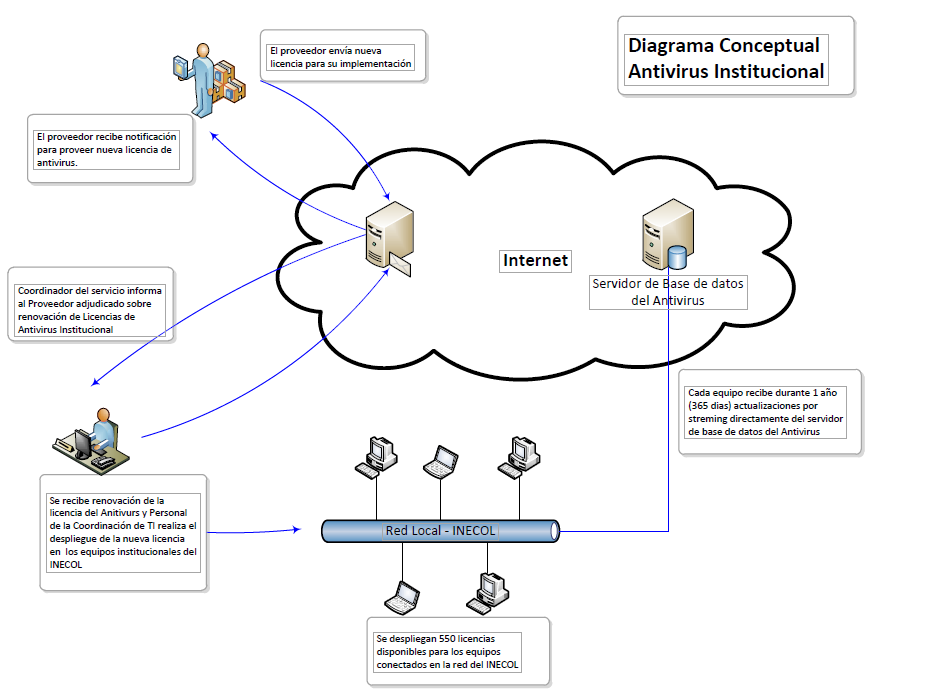 Diagrama Conceptual
Antivirus Institucional
El proveedor envía nueva
licencia para su implementación
El proveedor recibe notificación
para proveer nueva licencia de
antivirus.
Internet
Servidor de Base de datos
del Antivirus
Coordinador del servicio informa
al Proveedor adjudicado sobre
renovación de Licencias de
Antivirus Institucional
Cada equipo recibe durante 1 año
(365 dias) actualizaciones por
streming directamente del servidor
de base de datos del Antivirus
Se recibe renovación de la
licencia del Anitivurs y Personal
de la Coordinación de TI realiza el
despliegue de la nueva licencia
en los equipos institucionales del
INECOL
Red Local - INECOL
Se despliegan 550 licencias
disponibles para los equipos
conectados en la red del INECOL